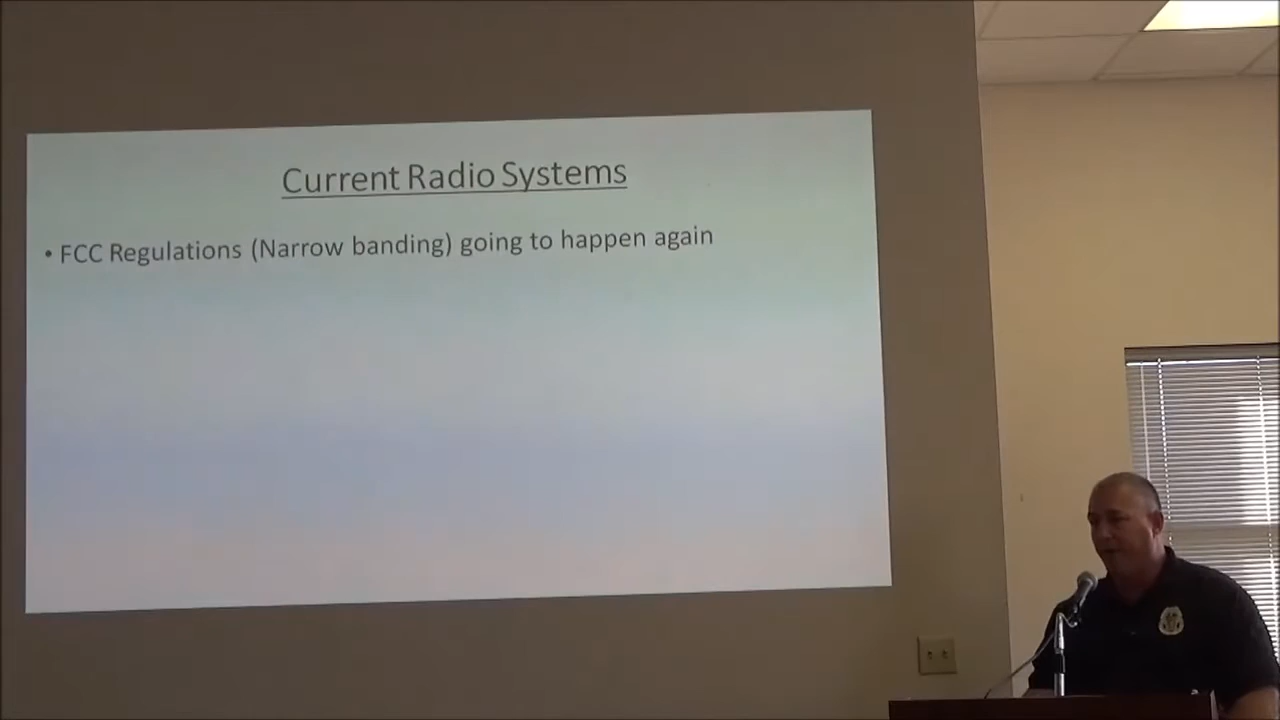 Current Radio Systems
• FCC Regulations (Narrow banding) going to happen again